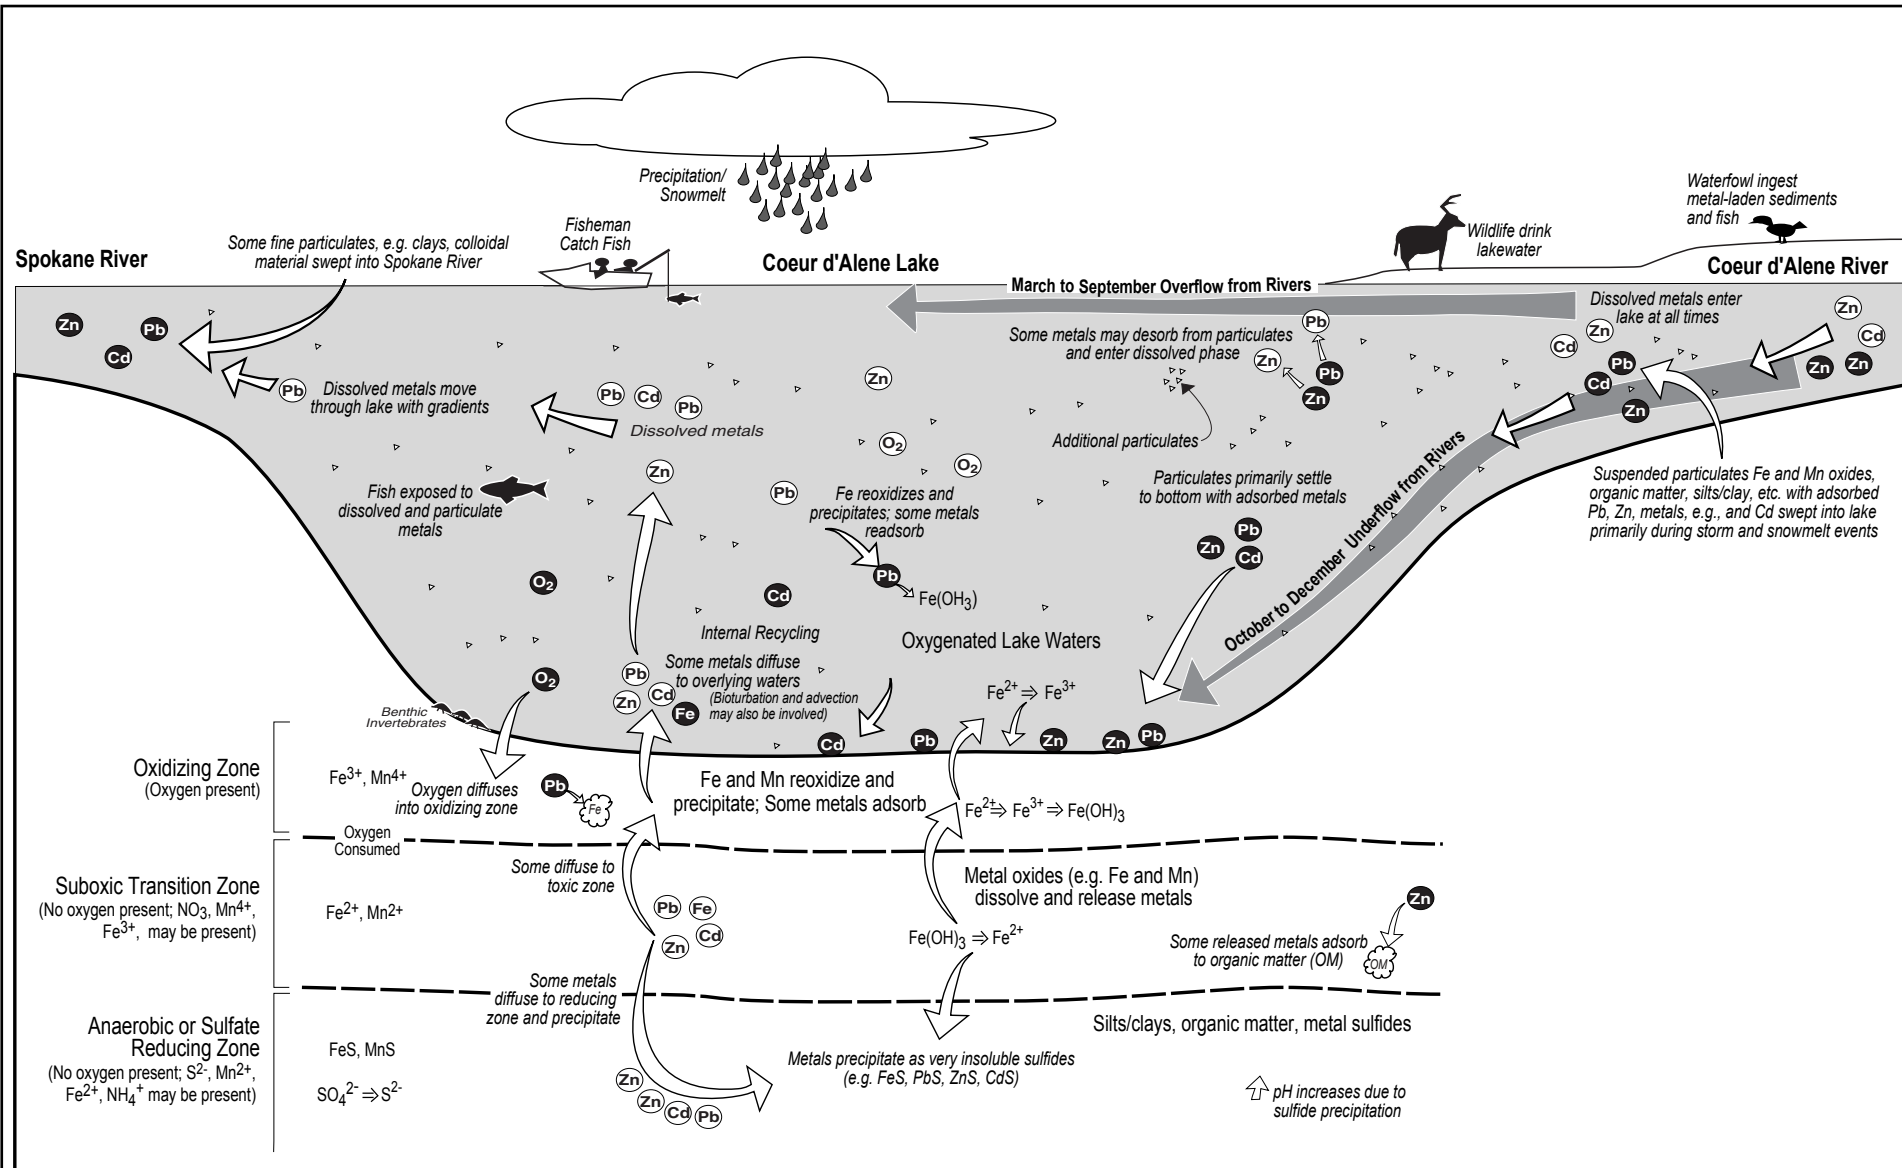 Precipitation/
Snowmelt
Waterfowl ingest
metal-laden sediments
and fish
Wildlife drink
lakewater
Fisheman
Catch Fish
Some fine particulates, e.g. clays, colloidal
material swept into Spokane River
Spokane River
Coeur d'Alene Lake
Coeur d'Alene River
March to September Overflow from Rivers
Dissolved metals enter
lake at all times
Zn
Pb
Cd
Pb
Dissolved metals move
through lake with gradients
Pb
Cd
Pb
Dissolved metals
Zn
Some metals may desorb from particulates
and enter dissolved phase
Pb
Zn
Pb
Zn
Additional particulates
Zn
Cd
Zn
Cd
Zn
Zn
Pb
Cd
Zn
October to December Underflow from Rivers
Suspended particulates Fe and Mn oxides,
organic matter, silts/clay, etc. with adsorbed
Pb, Zn, metals, e.g., and Cd swept into lake
primarily during storm and snowmelt events
O2
O2
Zn
Pb
Fish exposed to
dissolved and particulate
metals
Fe reoxidizes and
precipitates; some metals
readsorb
Pb
Fe(OH3)
Particulates primarily settle
to bottom with adsorbed metals
Pb
Zn
Cd
O2
Cd
Internal Recycling
Oxygenated Lake Waters
O2
Pb
Zn
Cd
Fe
Some metals diffuse
to overlying waters
(Bioturbation and advection
may also be involved)
Fe2+ ⇒ Fe3+
Benthic
Invertebrates
Cd
Pb
Zn
Zn
Pb
Oxidizing Zone
(Oxygen present)
Fe3+, Mn4+
Oxygen diffuses
into oxidizing zone
Pb
Fe
Fe and Mn reoxidize and
precipitate; Some metals adsorb
Fe2+ ⇒ Fe3+ ⇒ Fe(OH)3
Oxygen
Consumed
Suboxic Transition Zone
(No oxygen present; NO3, Mn4+,
Fe3+, may be present)
Fe2+, Mn2+
Some diffuse to
toxic zone
Pb
Fe
Zn
Cd
Metal oxides (e.g. Fe and Mn)
dissolve and release metals
Fe(OH)3 ⇒ Fe2+
Zn
Some released metals adsorb
to organic matter (OM)
OM
Some metals
diffuse to reducing
zone and precipitate
Anaerobic or Sulfate
Reducing Zone
(No oxygen present; S2-, Mn2+,
Fe2+, NH4+ may be present)
FeS, MnS
SO42- ⇒ S2-
Zn
Zn
Cd
Pb
Metals precipitate as very insoluble sulfides
(e.g. FeS, PbS, ZnS, CdS)
Silts/clays, organic matter, metal sulfides
pH increases due to
sulfide precipitation